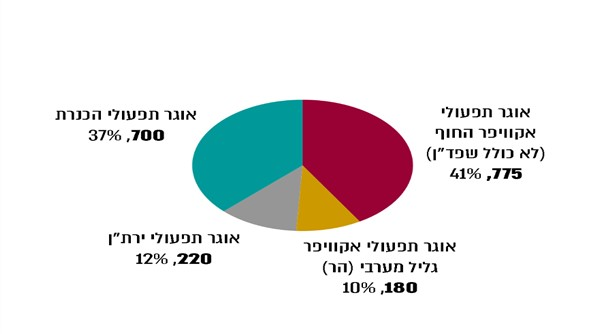 אוגר תפעולי
אקוויפר החוף
(לא כולל שפד"ן)
775, 41%
אוגר תפעולי הכנרת
700, 37%
אוגר תפעולי ירת"ן
220, 12%
אוגר תפעולי אקוויפר
גליל מערבי (הר)
180, 10%